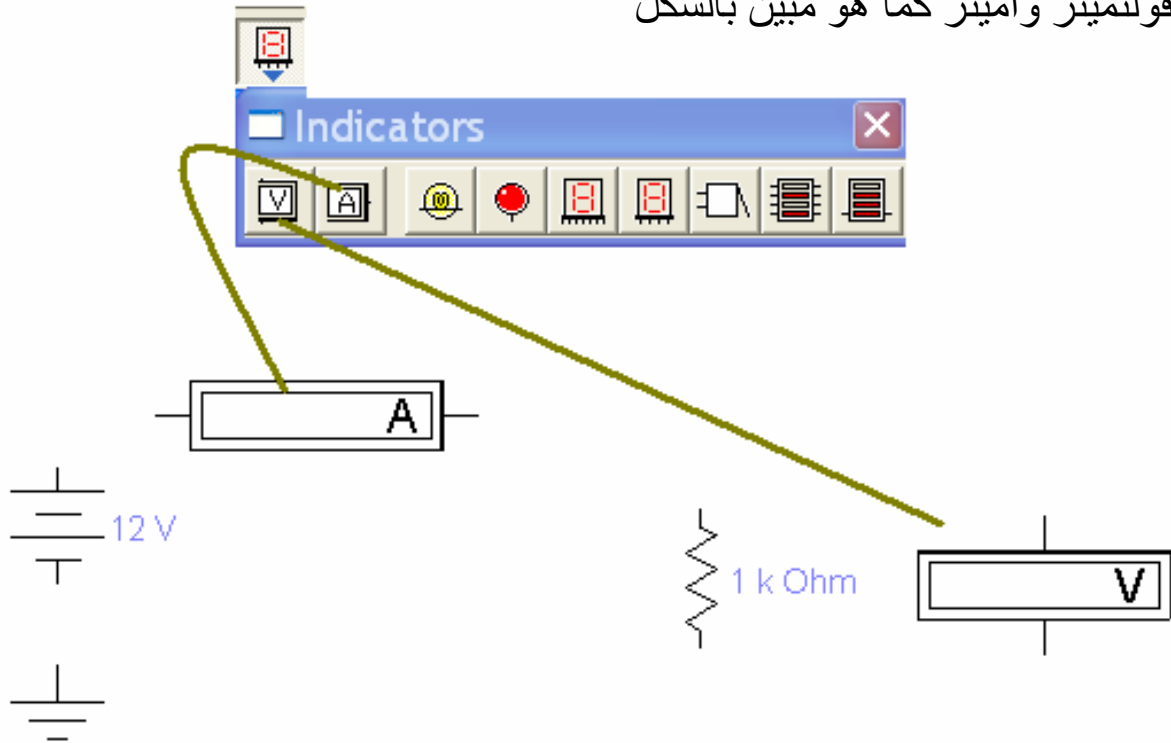 فولتميتر وأميتر كما هو مبين بالشكل
Indicators
V A
A
12 V
1 k Ohm
V